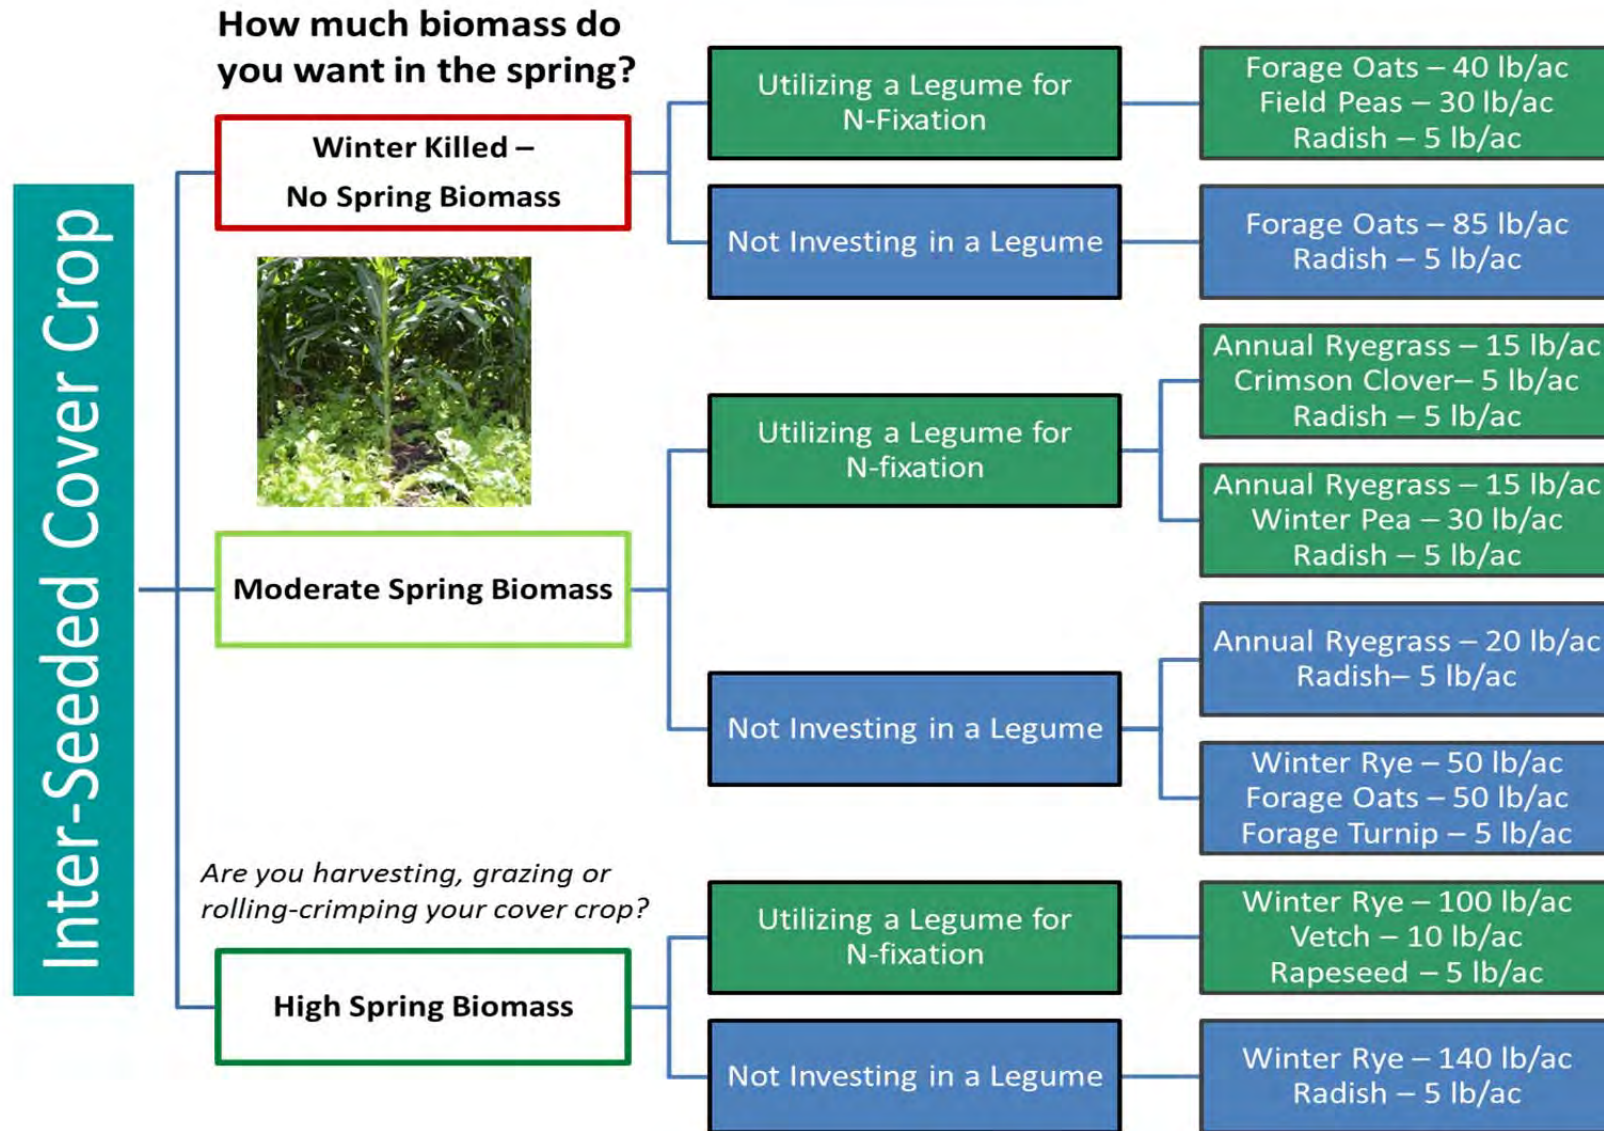 Inter-Seeded Cover Crop
How much biomass do
you want in the spring?
Winter Killed –
No Spring Biomass
Utilizing a Legume for
N-Fixation
Forage Oats – 40 lb/ac
Field Peas – 30 lb/ac
Radish – 5 lb/ac
Not Investing in a Legume
Forage Oats – 85 lb/ac
Radish – 5 lb/ac
Moderate Spring Biomass
Utilizing a Legume for
N-fixation
Annual Ryegrass – 15 lb/ac
Crimson Clover– 5 lb/ac
Radish – 5 lb/ac
Annual Ryegrass – 15 lb/ac
Winter Pea – 30 lb/ac
Radish – 5 lb/ac
Not Investing in a Legume
Annual Ryegrass – 20 lb/ac
Radish– 5 lb/ac
Winter Rye – 50 lb/ac
Forage Oats – 50 lb/ac
Forage Turnip – 5 lb/ac
Are you harvesting, grazing or
rolling-crimping your cover crop?
High Spring Biomass
Utilizing a Legume for
N-fixation
Winter Rye – 100 lb/ac
Vetch – 10 lb/ac
Rapeseed – 5 lb/ac
Not Investing in a Legume
Winter Rye – 140 lb/ac
Radish – 5 lb/ac